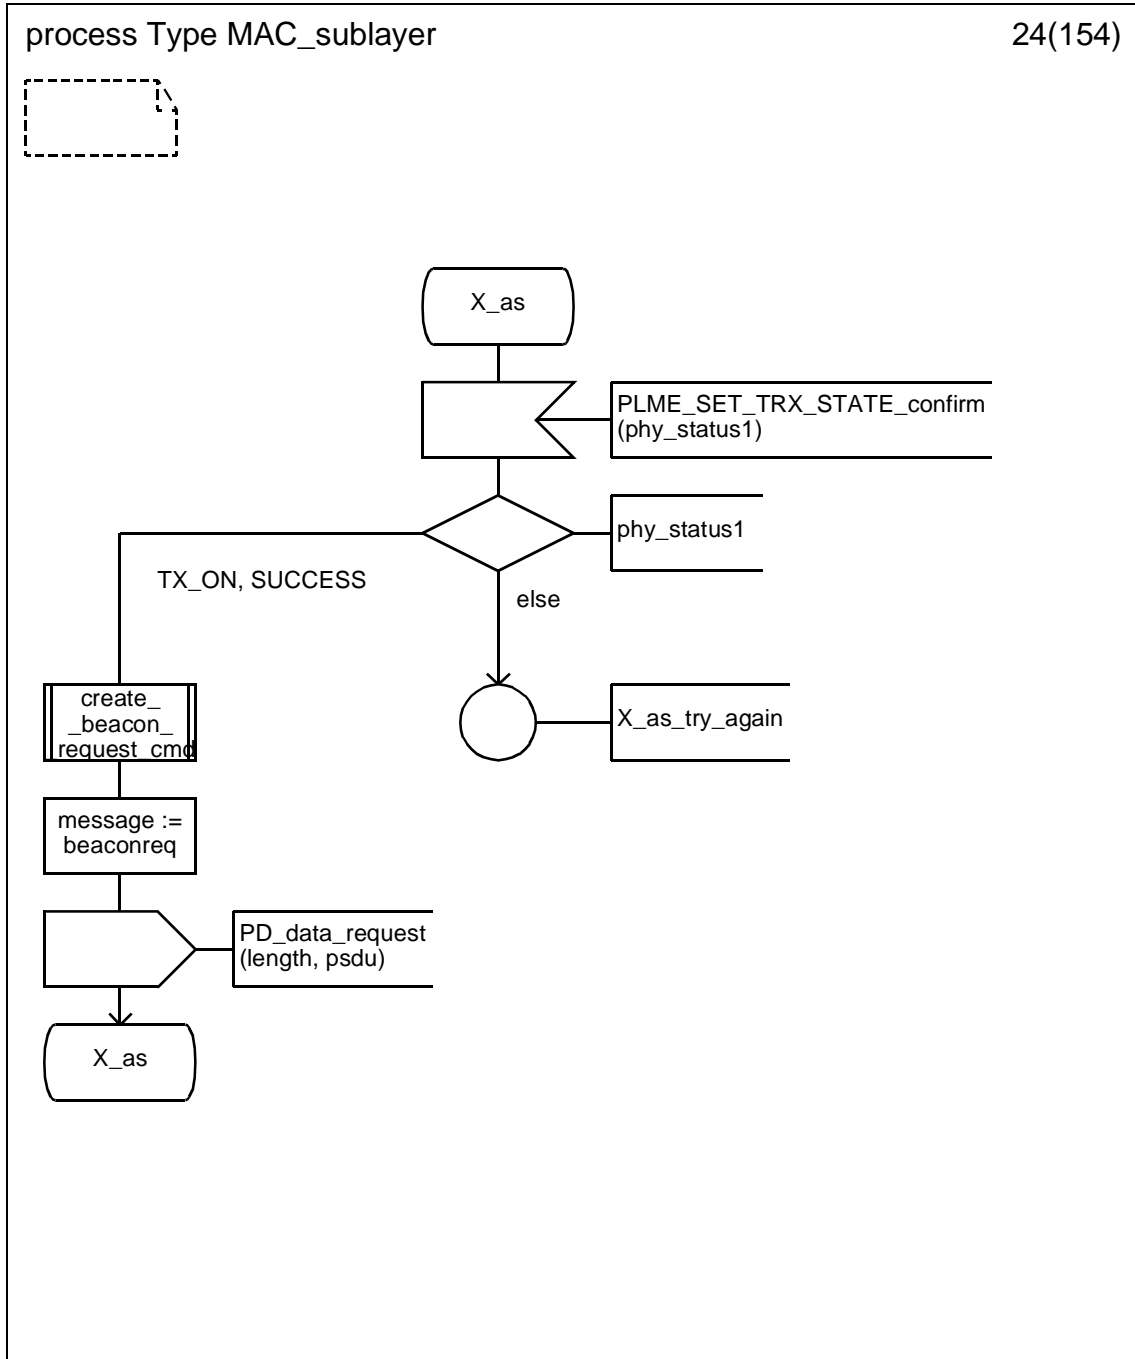 process Type MAC_sublayer
24(154)
X_as
PLME_SET_TRX_STATE_confirm
(phy_status1)
phy_status1
TX_ON, SUCCESS
else
create_
_beacon_
request_cmd
X_as_try_again
message :=
beaconreq
PD_data_request
(length, psdu)
X_as